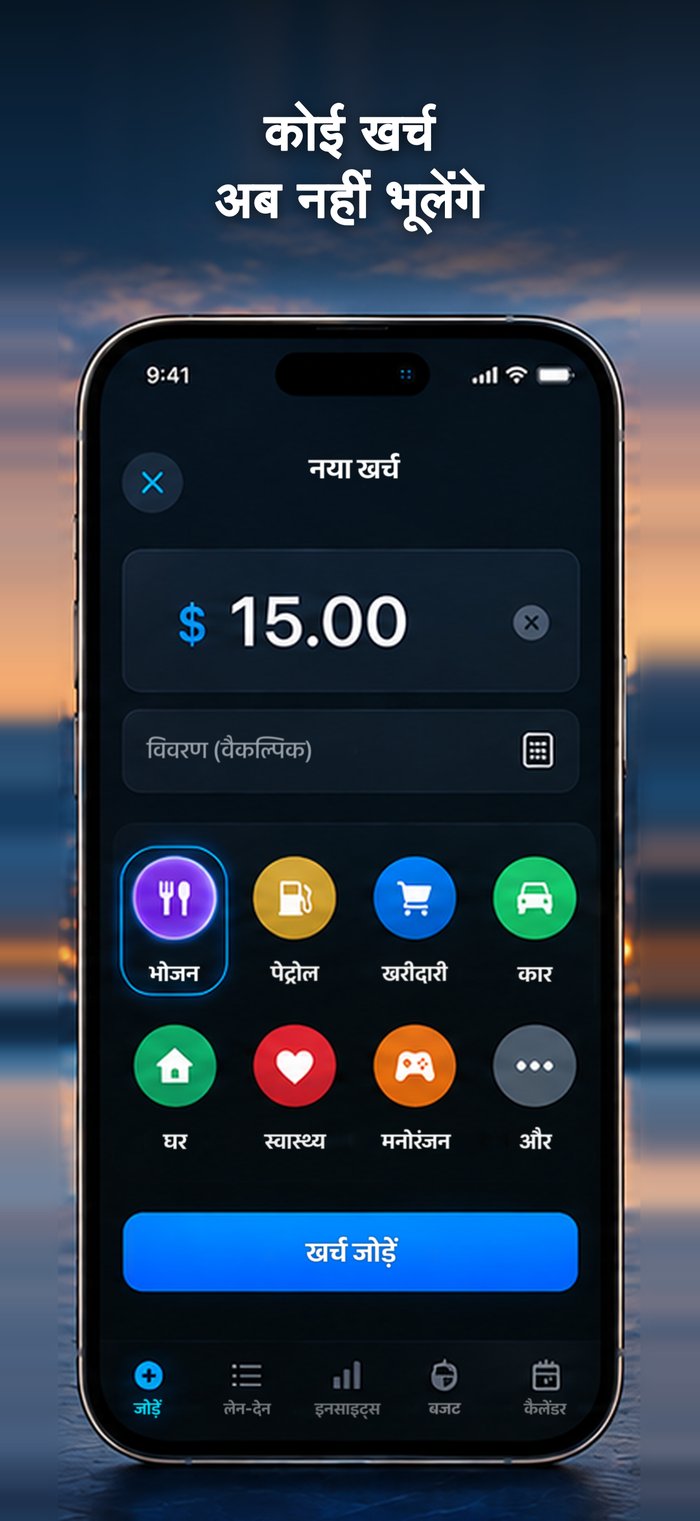 कोई खर्च
अब नहीं भूलेंगे
9:41
नया खर्च
$ 15.00
विवरण (वैकल्पिक)
भोजन पेट्रोल खरीदारी कार
घर स्वास्थ्य मनोरंजन और
खर्च जोड़ें
जोड़ें लेन-देन इनसाइट्स बजट कैलेंडर